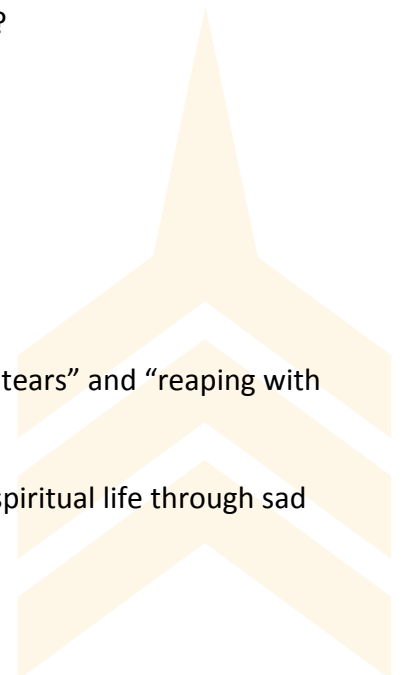 ?
tears” and “reaping with
spiritual life through sad